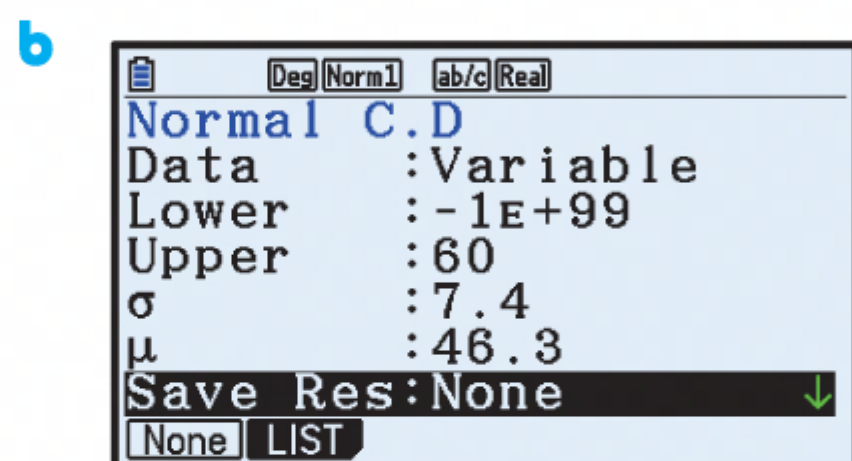 b
Deg Norm1 ab/c Real
Normal C.D
Data :Variable
Lower :-1E+99
Upper :60
σ :7.4
μ :46.3
Save Res:None ↓
None LIST